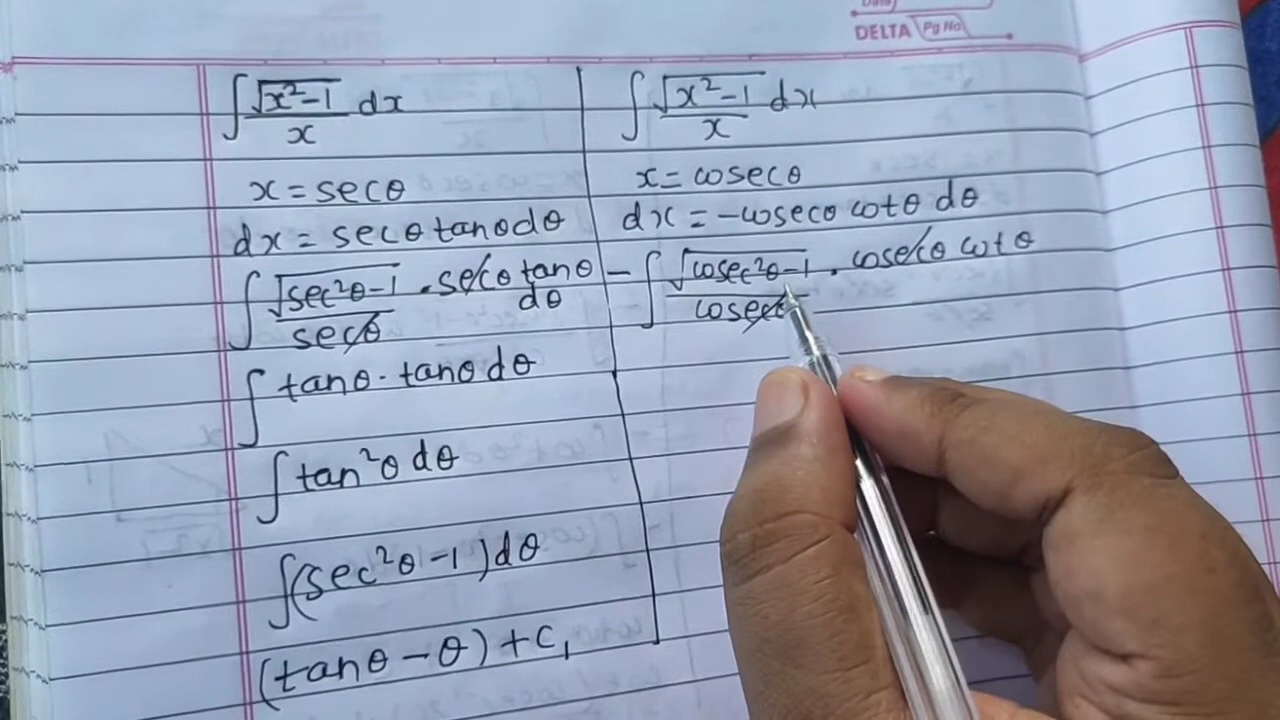 Date
DELTA Pg No
∫ √(x²-1)/x dx
x = secθ
dx = secθ tanθ dθ
∫ √(sec²θ-1)/secθ · secθ tanθ dθ
∫ tanθ · tanθ dθ
∫ tan²θ dθ
∫ (sec²θ -1) dθ
(tanθ - θ) + C₁
∫ √(x²-1)/x dx
x = cosecθ
dx = -cosecθ cotθ dθ
- ∫ √(cosec²θ-1)/cosecθ · cosecθ cotθ